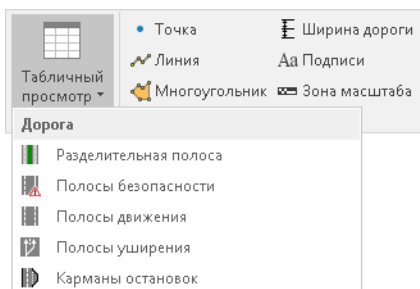 Табличный
просмотр
Точка
Линия
Многоугольник
Ширина дороги
Aa Подписи
Зона масштаба
Дорога
Разделительная полоса
Полосы безопасности
Полосы движения
Полосы уширения
Карманы остановок